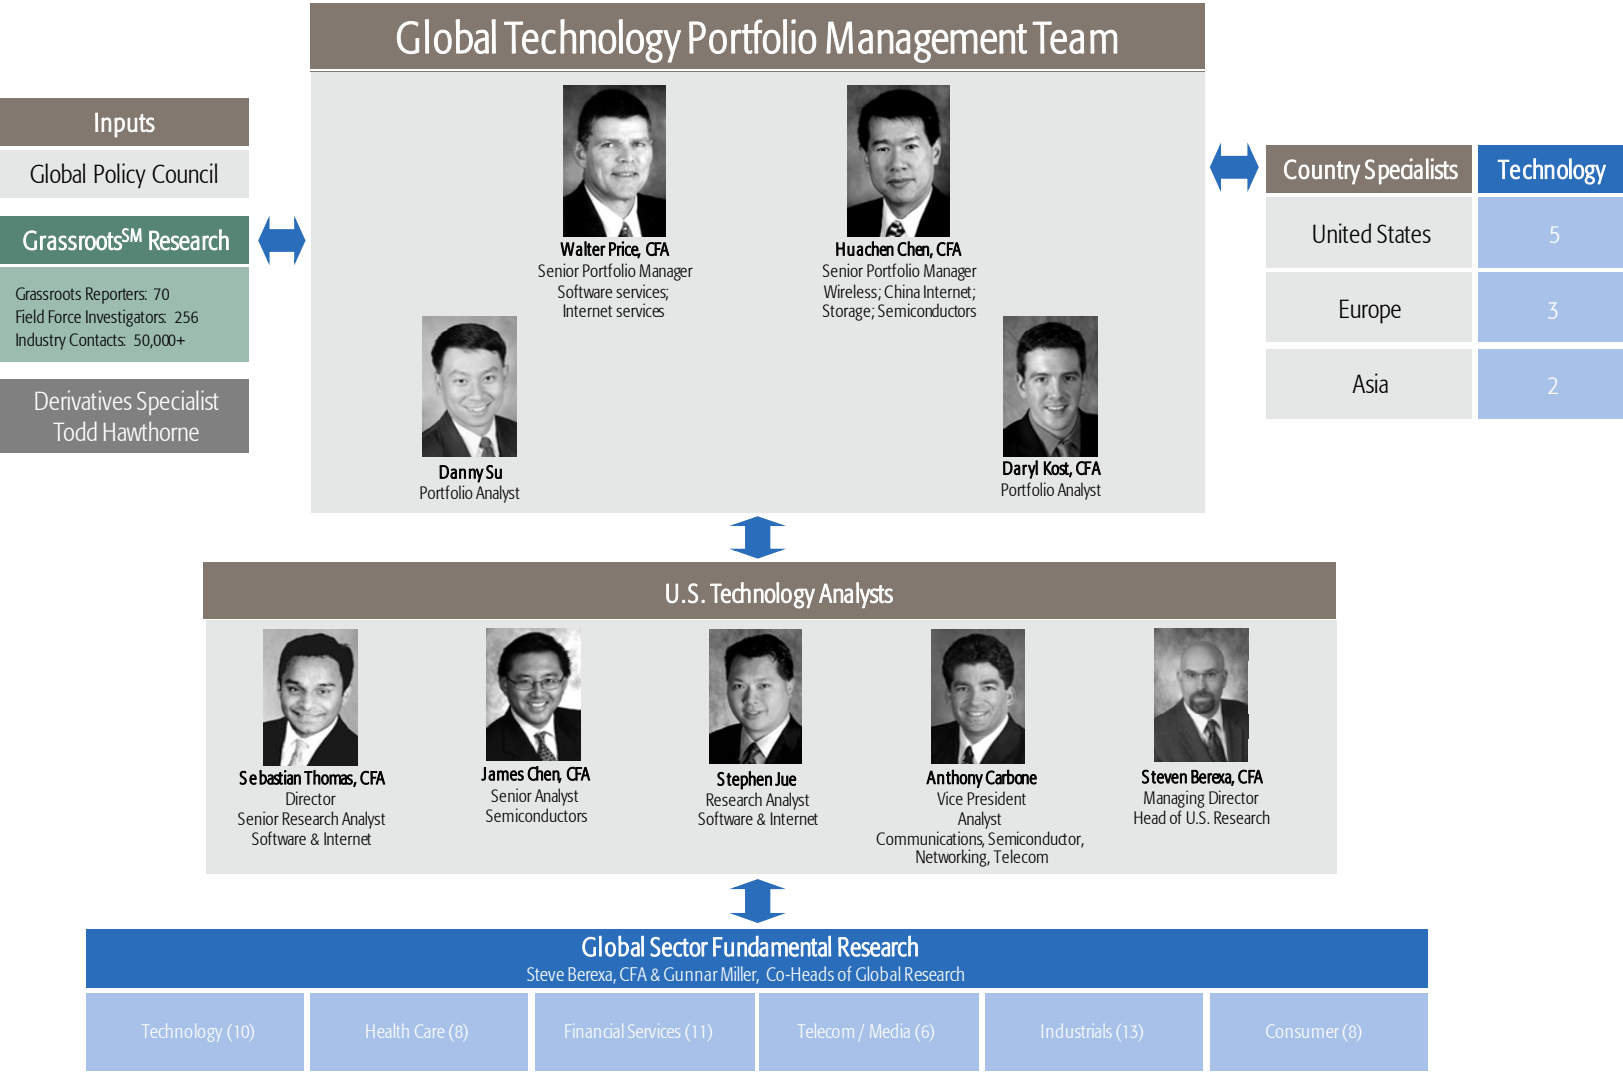 Global Technology Portfolio Management Team
Inputs
Global Policy Council
Grassroots℠ Research
Grassroots Reporters: 70
Field Force Investigators: 256
Industry Contacts: 50,000+
Derivatives Specialist
Todd Hawthorne
Walter Price, CFA
Senior Portfolio Manager
Software services;
Internet services
Huachen Chen, CFA
Senior Portfolio Manager
Wireless; China Internet;
Storage; Semiconductors
Danny Su
Portfolio Analyst
Daryl Kost, CFA
Portfolio Analyst
Country Specialists
Technology
United States
5
Europe
3
Asia
2
U.S. Technology Analysts
Sebastian Thomas, CFA
Director
Senior Research Analyst
Software & Internet
James Chen, CFA
Senior Analyst
Semiconductors
Stephen Jue
Research Analyst
Software & Internet
Anthony Carbone
Vice President
Analyst
Communications, Semiconductor,
Networking, Telecom
Steven Berexa, CFA
Managing Director
Head of U.S. Research
Global Sector Fundamental Research
Steve Berexa, CFA & Gunnar Miller, Co-Heads of Global Research
Technology (10)
Health Care (8)
Financial Services (11)
Telecom / Media (6)
Industrials (13)
Consumer (8)